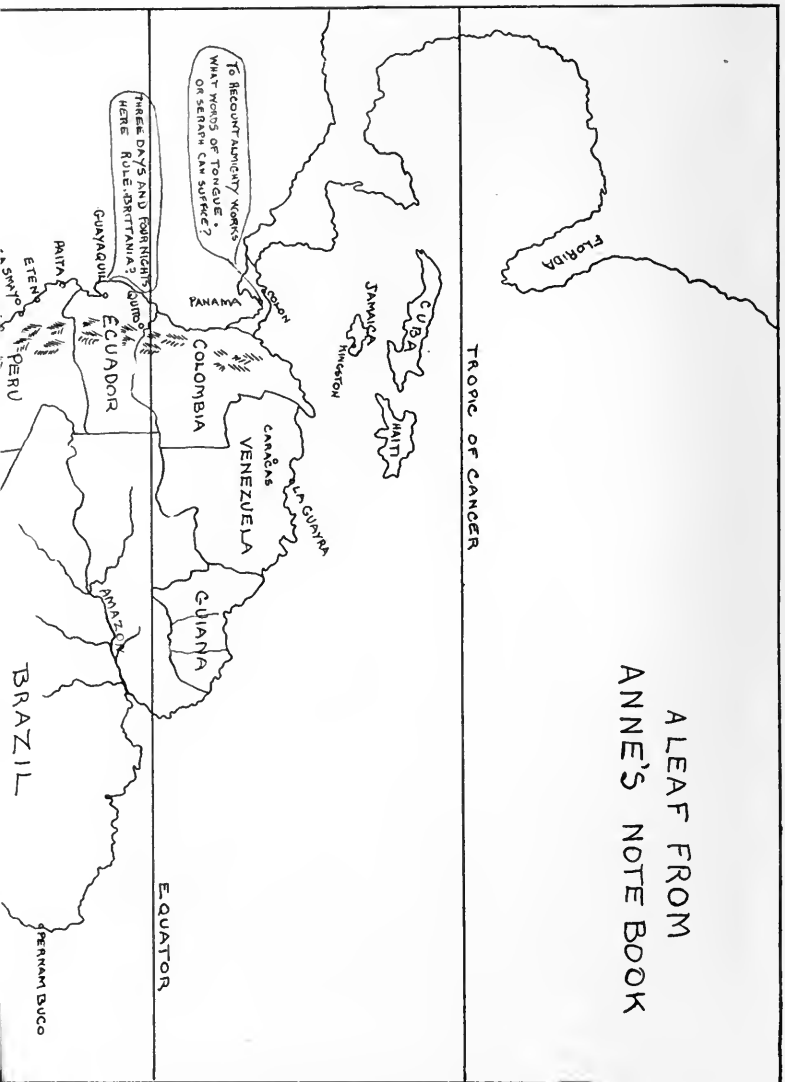 A LEAF FROM
ANNE'S NOTE BOOK
FLORIDA
TROPIC OF CANCER
CUBA
HAITI
JAMAICA
KINGSTON
TO RECOUNT ALMIGHTY WORKS
WHAT WORDS OF TONGUE.
OR SERAPH CAN SUFFICE?
COLON
PANAMA
LA GUAYRA
CARACAS
VENEZUELA
COLOMBIA
GUIANA
EQUATOR
THREE DAYS AND FOUR NIGHTS
HERE RULE BRITTANIA?
QUITO
GUAYAQUIL
ECUADOR
AMAZON
PAITA
ETEN
PERU
BRAZIL
PERNAMBUCO